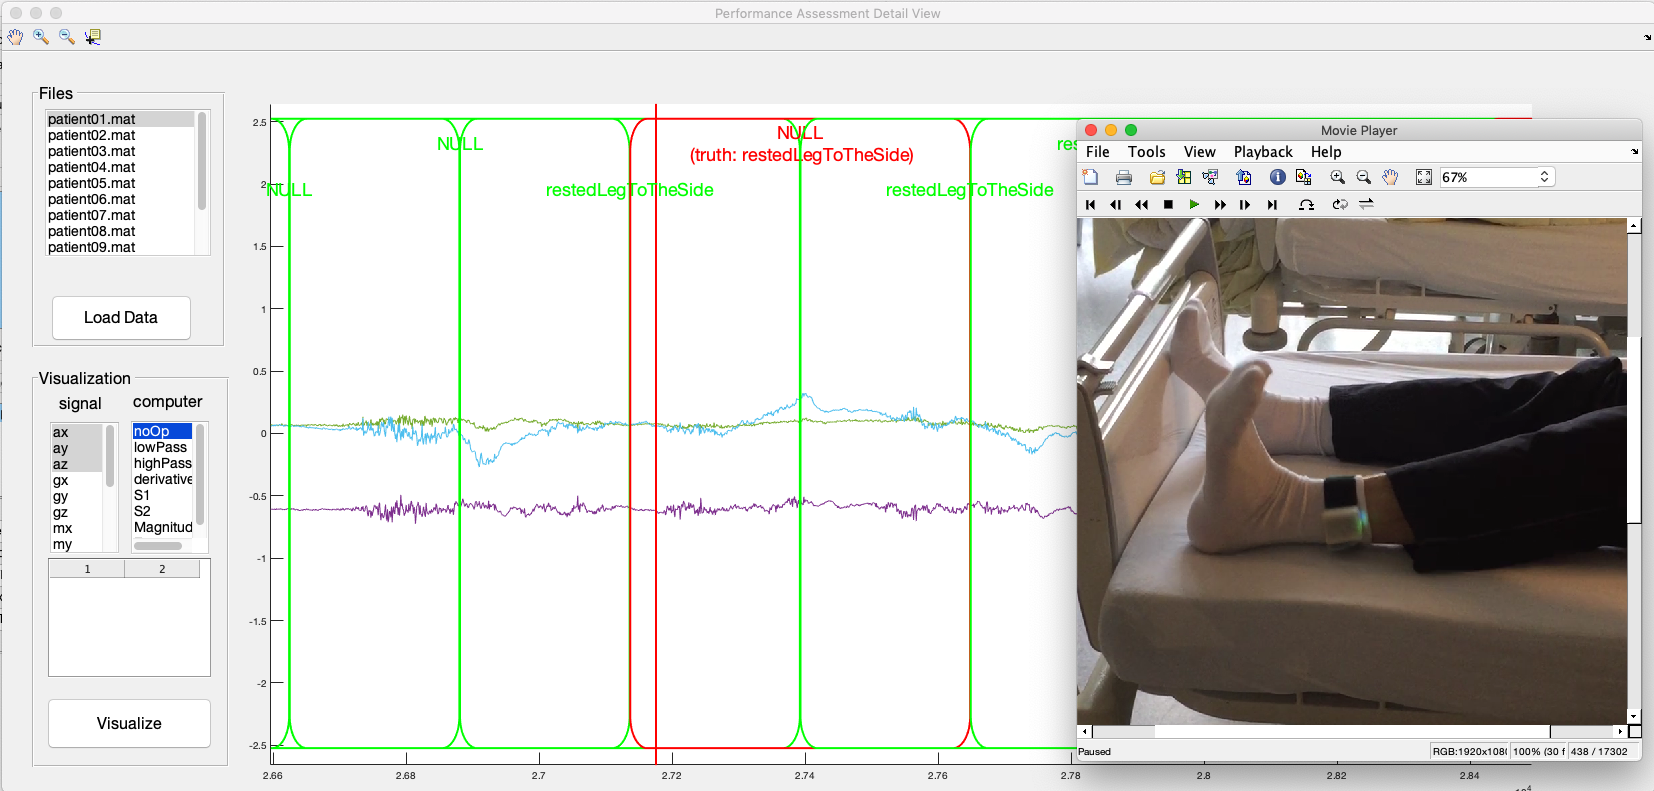 Performance Assessment Detail View
Files
patient01.mat
patient02.mat
patient03.mat
patient04.mat
patient05.mat
patient06.mat
patient07.mat
patient08.mat
patient09.mat
Load Data
Visualization
signal
computer
ax
ay
az
gx
gy
gz
mx
my
noOp
lowPass
highPass
derivative
S1
S2
Magnitud
1 2
Visualize
2.5
2
1.5
1
0.5
0
-0.5
-1
-1.5
-2
-2.5
NULL
NULL
restedLegToTheSide
NULL
(truth: restedLegToTheSide)
restedLegToTheSide
res
2.66 2.68 2.7 2.72 2.74 2.76 2.78 2.8 2.82 2.84
Movie Player
File Tools View Playback Help
67%
Paused
RGB:1920x108 100% (30 f 438 / 17302